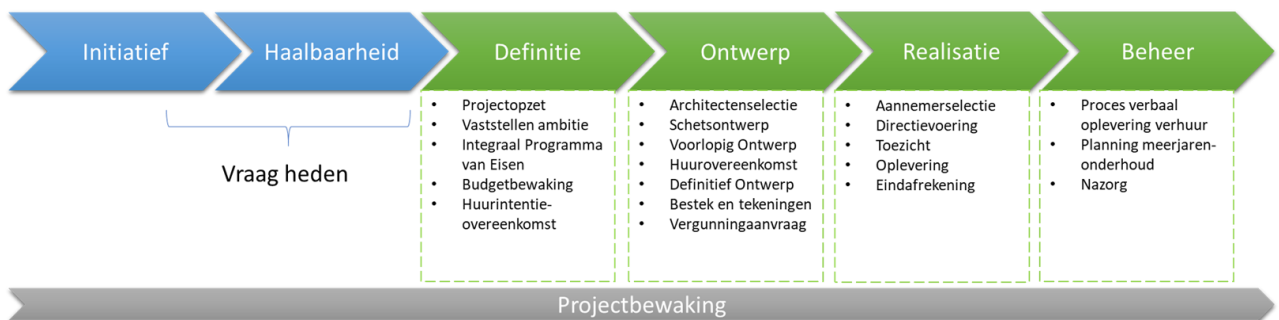 Initiatief
Haalbaarheid
Definitie
Ontwerp
Realisatie
Beheer
Vraag heden
• Projectopzet
• Vaststellen ambitie
• Integraal Programma
van Eisen
• Budgetbewaking
• Huurintentie-
overeenkomst
• Architectenselectie
• Schetsontwerp
• Voorlopig Ontwerp
• Huurovereenkomst
• Definitief Ontwerp
• Bestek en tekeningen
• Vergunningaanvraag
• Aannemerselectie
• Directievoering
• Toezicht
• Oplevering
• Eindafrekening
• Proces verbaal
oplevering verhuur
• Planning meerjaren-
onderhoud
• Nazorg
Projectbewaking